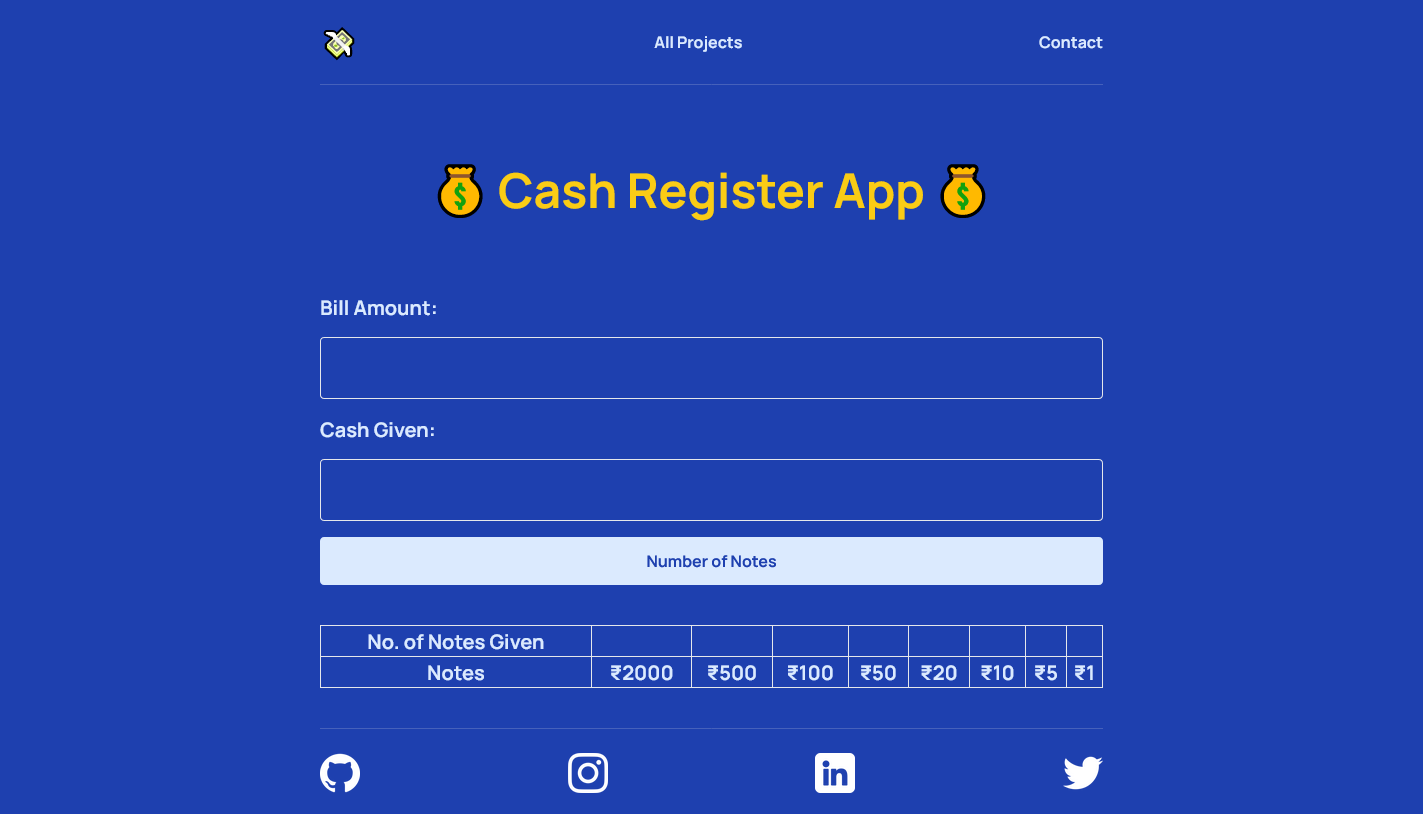 All Projects
Contact
Cash Register App
Bill Amount:
Cash Given:
Number of Notes
No. of Notes Given
Notes ₹2000 ₹500 ₹100 ₹50 ₹20 ₹10 ₹5 ₹1